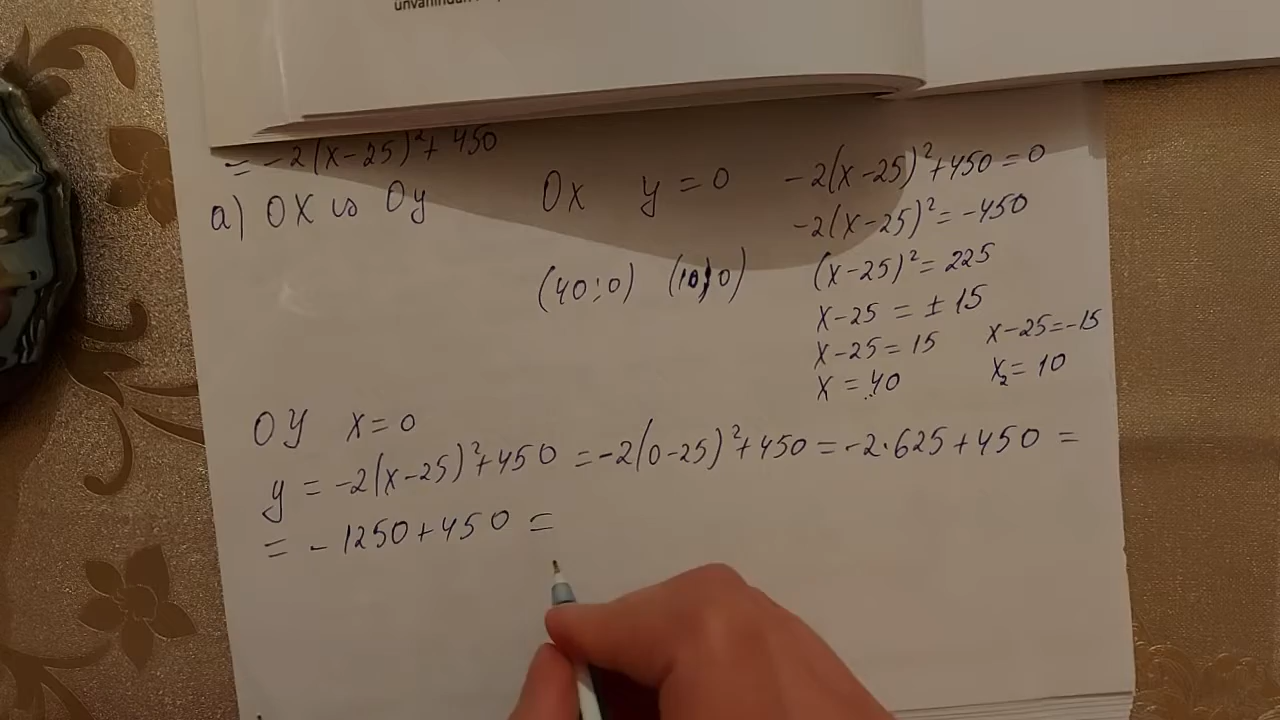 = -2(x-25)²+ 450
a) OX və Oy
Ox y = 0
-2(x-25)²+450=0
-2(x-25)²= -450
(x-25)²= 225
x-25 = ± 15
x-25 = 15 x-25=-15
x = 40 x₂= 10
(40;0) (10;0)
OY x= 0
y = -2(x-25)²+450 = -2(0-25)²+450 = -2·625+450 =
= - 1250+450 =